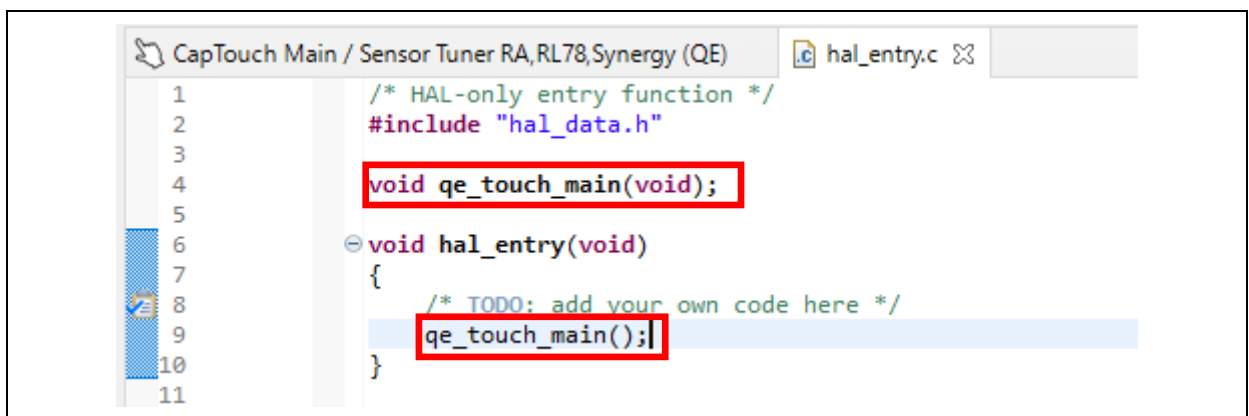 CapTouch Main / Sensor Tuner RA,RL78,Synergy (QE) hal_entry.c
1 /* HAL-only entry function */
2 #include "hal_data.h"
3
4 void qe_touch_main(void);
5
6 void hal_entry(void)
7 {
8 /* TODO: add your own code here */
9 qe_touch_main();
10 }
11